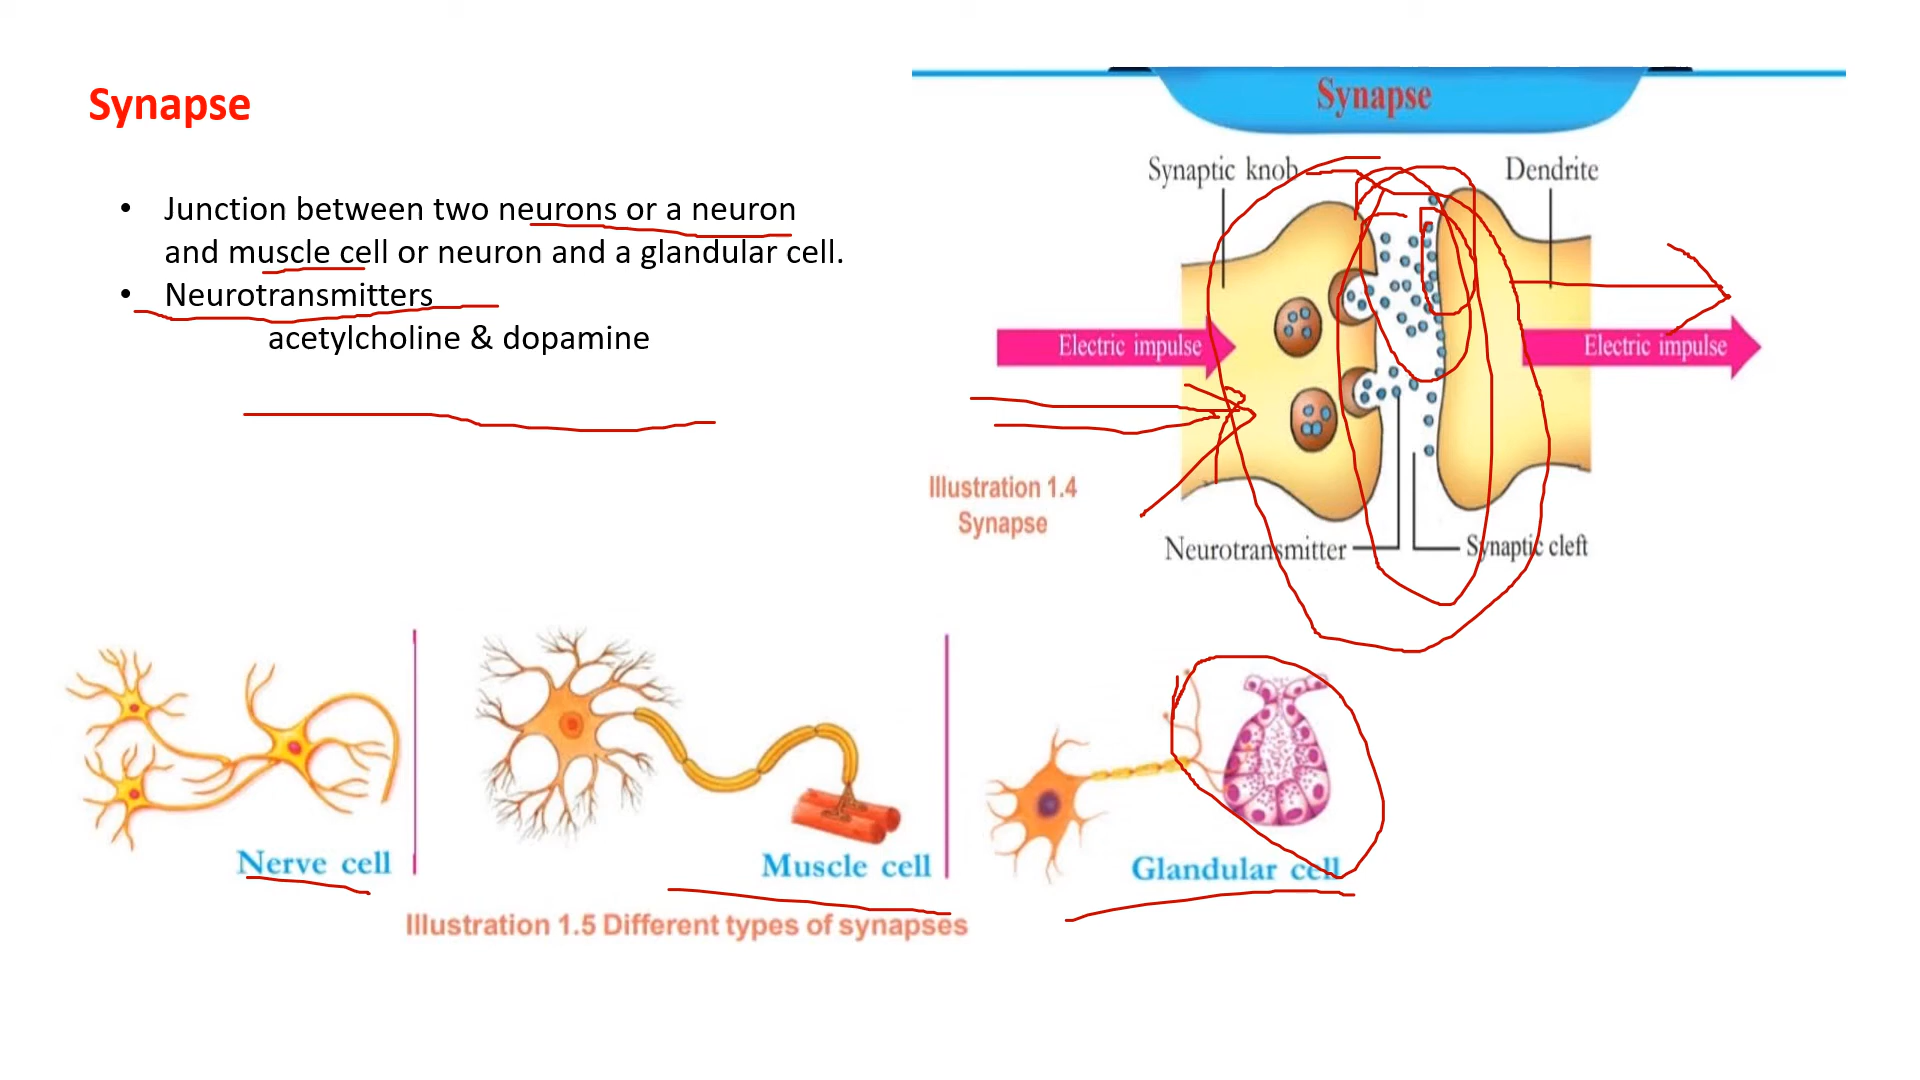 Synapse
• Junction between two neurons or a neuron
and muscle cell or neuron and a glandular cell.
• Neurotransmitters
acetylcholine & dopamine
Synapse
Synaptic knob
Dendrite
Electric impulse
Electric impulse
Illustration 1.4
Synapse
Neurotransmitter
Synaptic cleft
Nerve cell
Muscle cell
Glandular cell
Illustration 1.5 Different types of synapses